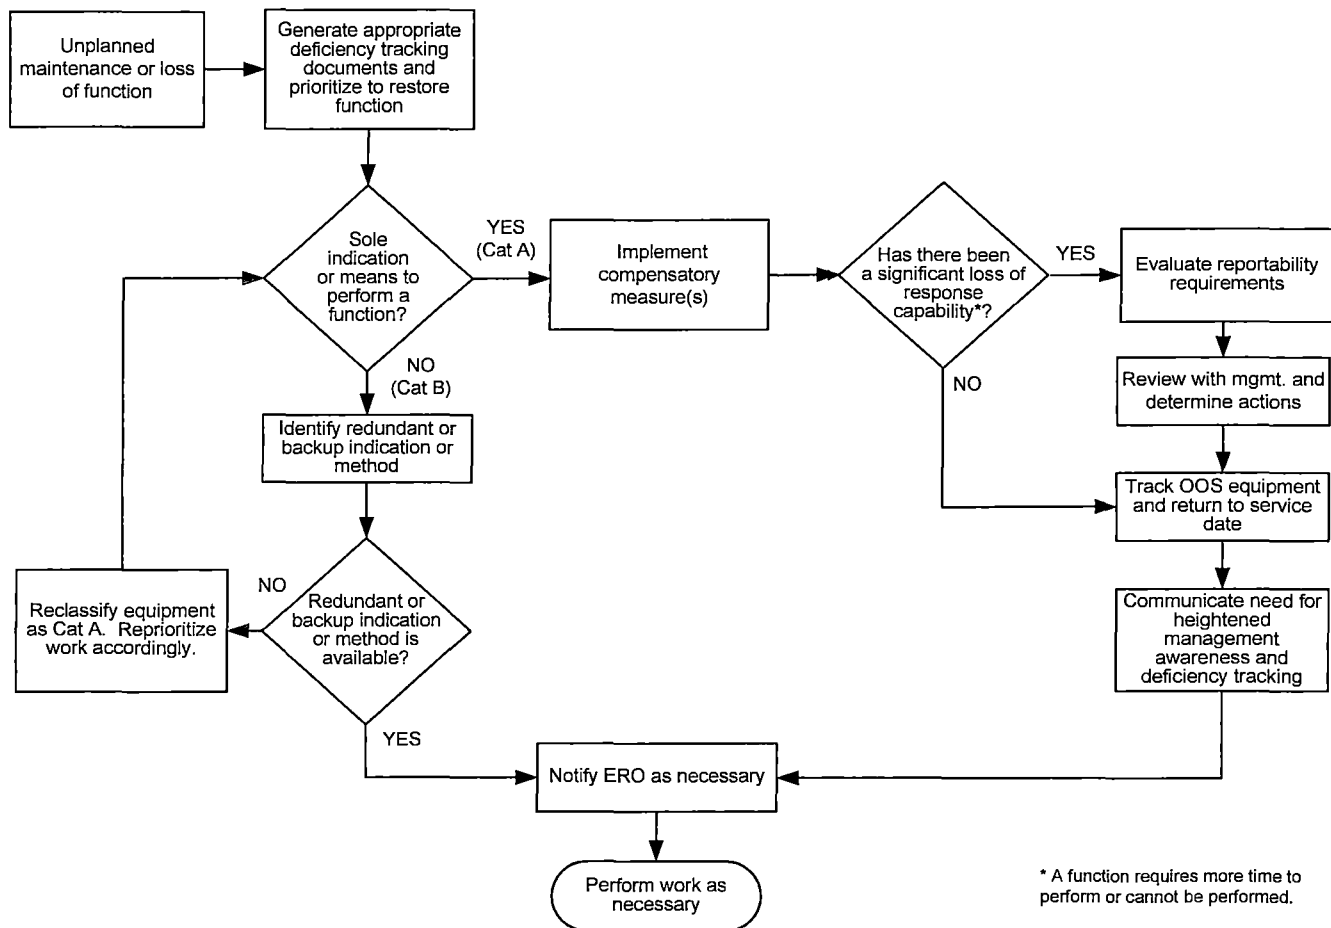 Unplanned
maintenance or loss
of function
Generate appropriate
deficiency tracking
documents and
prioritize to restore
function
Sole
indication
or means to
perform a
function?
YES
(Cat A)
Implement
compensatory
measure(s)
Has there been
a significant loss of
response
capability*?
YES
Evaluate reportability
requirements
NO
Review with mgmt. and
determine actions
Track OOS equipment
and return to service
date
Communicate need for
heightened
management
awareness and
deficiency tracking
NO
(Cat B)
Identify redundant or
backup indication or
method
Redundant or
backup indication
or method is
available?
NO
Reclassify equipment
as Cat A. Reprioritize
work accordingly.
YES
Notify ERO as necessary
Perform work as
necessary
* A function requires more time to
perform or cannot be performed.